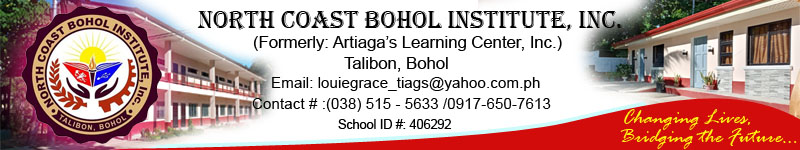 NORTH COAST BOHOL INSTITUTE, INC.
TALIBON, BOHOL
NORTH COAST BOHOL INSTITUTE, INC.
(Formerly: Artiaga's Learning Center, Inc.)
Talibon, Bohol
Email: louiegrace_tiags@yahoo.com.ph
Contact # :(038) 515 - 5633 /0917-650-7613
School ID #: 406292
Changing Lives,
Bridging the Future...